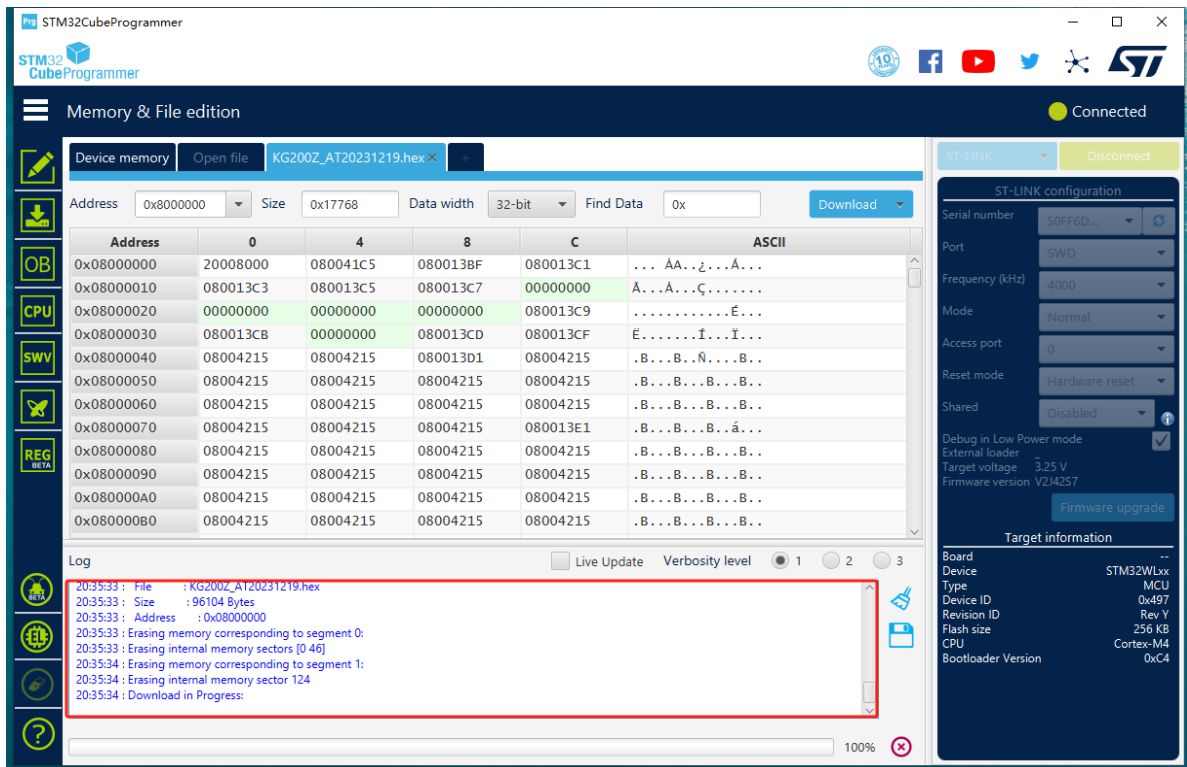 Prg STM32CubeProgrammer
STM32
CubeProgrammer
10
Memory & File edition
Connected
Device memory Open file KG200Z_AT20231219.hex × +
Address 0x8000000 Size 0x17768 Data width 32-bit Find Data 0x Download
Address 0 4 8 C ASCII
0x08000000 20008000 080041C5 080013BF 080013C1 ... ÅA..¿...Á...
0x08000010 080013C3 080013C5 080013C7 00000000 Ã...Å...Ç.......
0x08000020 00000000 00000000 00000000 080013C9 ............É...
0x08000030 080013CB 00000000 080013CD 080013CF Ë.......Í...Ï...
0x08000040 08004215 08004215 080013D1 08004215 .B...B..Ñ....B..
0x08000050 08004215 08004215 08004215 08004215 .B...B...B...B..
0x08000060 08004215 08004215 08004215 08004215 .B...B...B...B..
0x08000070 08004215 08004215 08004215 080013E1 .B...B...B..á...
0x08000080 08004215 08004215 08004215 08004215 .B...B...B...B..
0x08000090 08004215 08004215 08004215 08004215 .B...B...B...B..
0x080000A0 08004215 08004215 08004215 08004215 .B...B...B...B..
0x080000B0 08004215 08004215 08004215 08004215 .B...B...B...B..
Log Live Update Verbosity level 1 2 3
20:35:33 : File : KG200Z_AT20231219.hex
20:35:33 : Size : 96104 Bytes
20:35:33 : Address : 0x08000000
20:35:33 : Erasing memory corresponding to segment 0:
20:35:33 : Erasing internal memory sectors [0 46]
20:35:34 : Erasing memory corresponding to segment 1:
20:35:34 : Erasing internal memory sector 124
20:35:34 : Download in Progress:
100%
OB
CPU
SWV
REG
BETA
BETA
ST-LINK Disconnect
ST-LINK configuration
Serial number 50FF6D...
Port SWD
Frequency (kHz) 4000
Mode Normal
Access port 0
Reset mode Hardware reset
Shared Disabled
Debug in Low Power mode
External loader -
Target voltage 3.25 V
Firmware version V2J42S7
Firmware upgrade
Target information
Board --
Device STM32WLxx
Type MCU
Device ID 0x497
Revision ID Rev Y
Flash size 256 KB
CPU Cortex-M4
Bootloader Version 0xC4